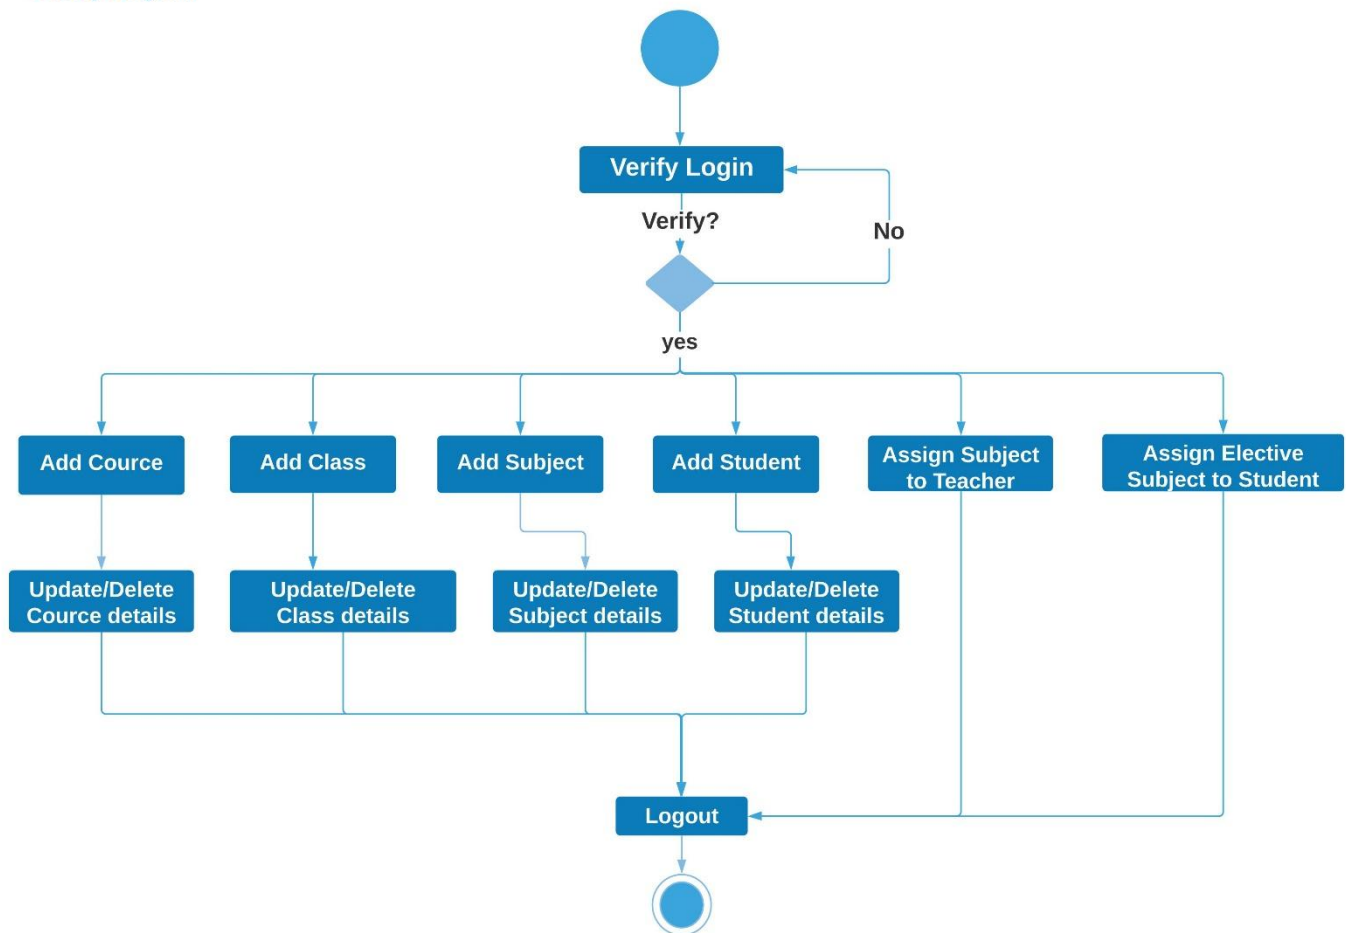 Verify Login
Verify?
No
yes
Add Cource
Add Class
Add Subject
Add Student
Assign Subject
to Teacher
Assign Elective
Subject to Student
Update/Delete
Cource details
Update/Delete
Class details
Update/Delete
Subject details
Update/Delete
Student details
Logout